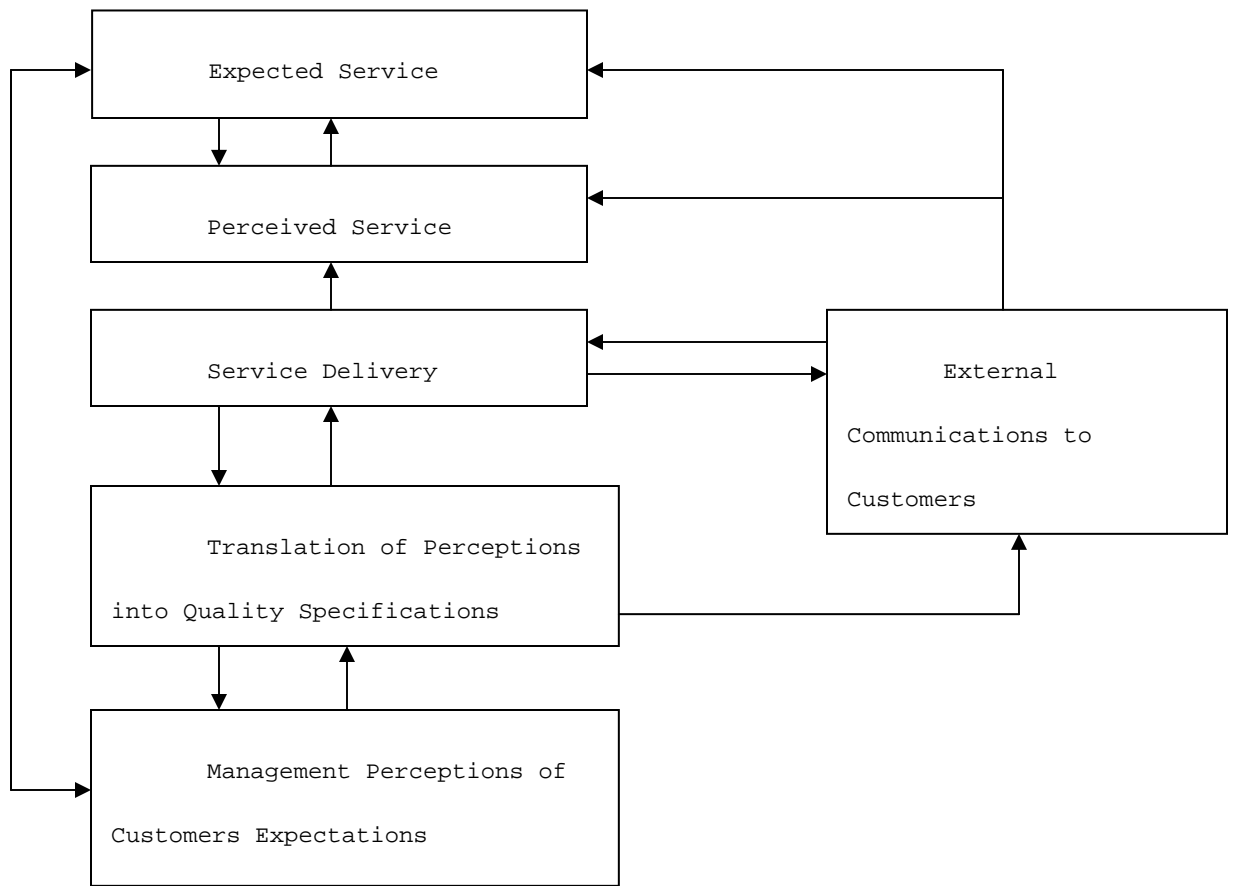 Expected Service
Perceived Service
Service Delivery
External
Communications to
Customers
Translation of Perceptions
into Quality Specifications
Management Perceptions of
Customers Expectations